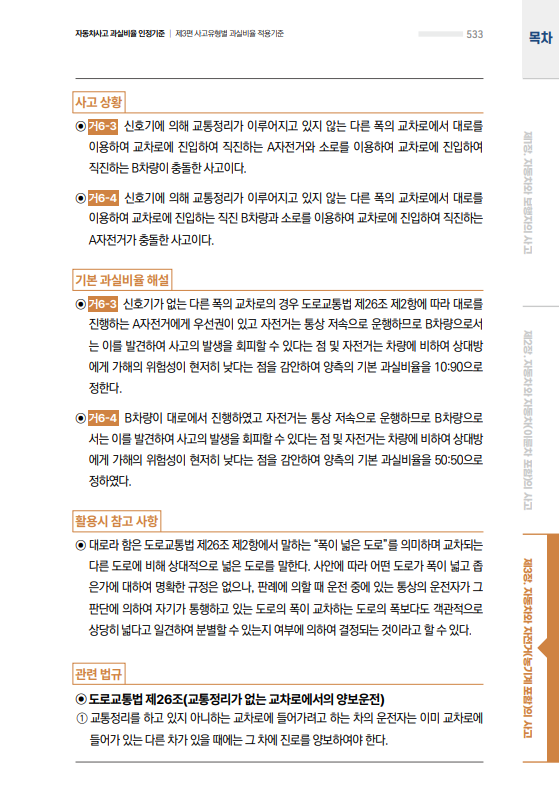 자동차사고 과실비율 인정기준 | 제3편 사고유형별 과실비율 적용기준
533
목차
사고 상황
◉ 거6-3 신호기에 의해 교통정리가 이루어지고 있지 않는 다른 폭의 교차로에서 대로를
이용하여 교차로에 진입하여 직진하는 A자전거와 소로를 이용하여 교차로에 진입하여
직진하는 B차량이 충돌한 사고이다.
◉ 거6-4 신호기에 의해 교통정리가 이루어지고 있지 않는 다른 폭의 교차로에서 대로를
이용하여 교차로에 진입하는 직진 B차량과 소로를 이용하여 교차로에 진입하여 직진하는
A자전거가 충돌한 사고이다.
기본 과실비율 해설
◉ 거6-3 신호기가 없는 다른 폭의 교차로의 경우 도로교통법 제26조 제2항에 따라 대로를
진행하는 A자전거에게 우선권이 있고 자전거는 통상 저속으로 운행하므로 B차량으로서
는 이를 발견하여 사고의 발생을 회피할 수 있다는 점 및 자전거는 차량에 비하여 상대방
에게 가해의 위험성이 현저히 낮다는 점을 감안하여 양측의 기본 과실비율을 10:90으로
정한다.
◉ 거6-4 B차량이 대로에서 진행하였고 자전거는 통상 저속으로 운행하므로 B차량으로
서는 이를 발견하여 사고의 발생을 회피할 수 있다는 점 및 자전거는 차량에 비하여 상대방
에게 가해의 위험성이 현저히 낮다는 점을 감안하여 양측의 기본 과실비율을 50:50으로
정하였다.
활용시 참고 사항
◉ 대로라 함은 도로교통법 제26조 제2항에서 말하는 “폭이 넓은 도로”를 의미하며 교차되는
다른 도로에 비해 상대적으로 넓은 도로를 말한다. 사안에 따라 어떤 도로가 폭이 넓고 좁
은가에 대하여 명확한 규정은 없으나, 판례에 의할 때 운전 중에 있는 통상의 운전자가 그
판단에 의하여 자기가 통행하고 있는 도로의 폭이 교차하는 도로의 폭보다도 객관적으로
상당히 넓다고 일견하여 분별할 수 있는지 여부에 의하여 결정되는 것이라고 할 수 있다.
관련 법규
◉ 도로교통법 제26조(교통정리가 없는 교차로에서의 양보운전)
① 교통정리를 하고 있지 아니하는 교차로에 들어가려고 하는 차의 운전자는 이미 교차로에
들어가 있는 다른 차가 있을 때에는 그 차에 진로를 양보하여야 한다.
제1장. 자동차와 보행자의 사고
제2장. 자동차와 자동차(이륜차 포함)의 사고
제3장. 자동차와 자전거(농기계 포함)의 사고